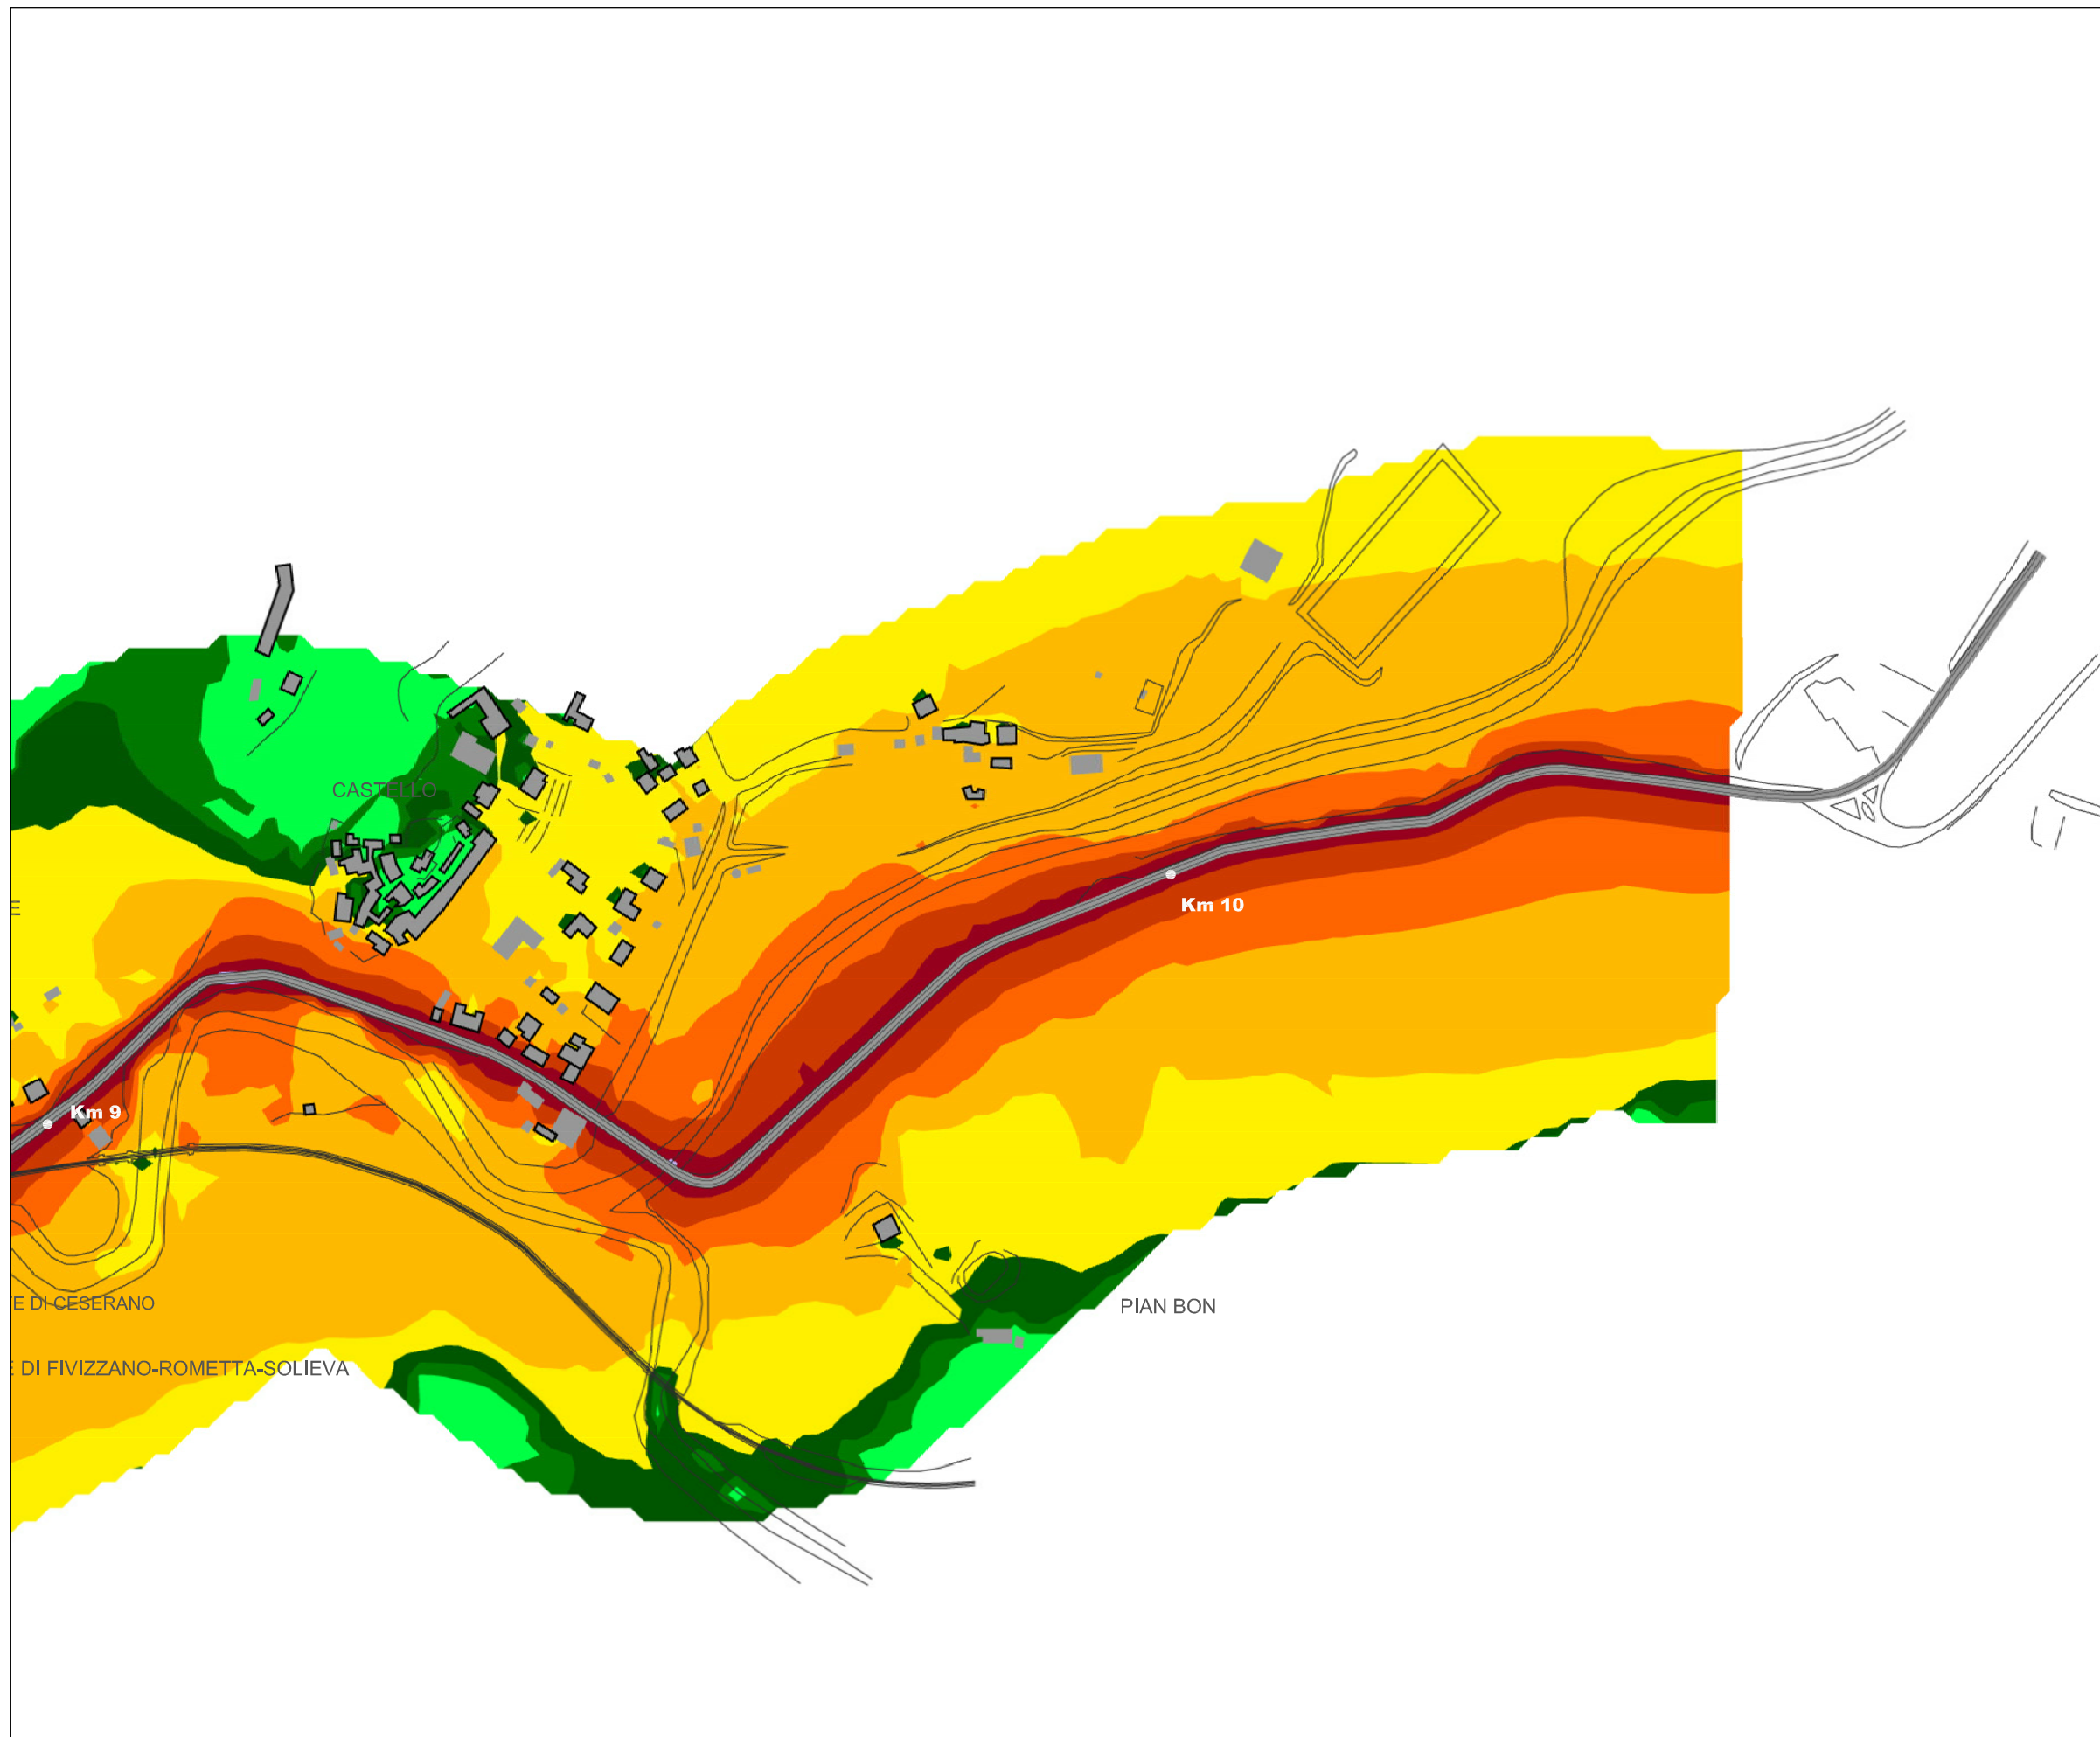 CASTELLO
E
Km 10
Km 9
E DI CESERANO
PIAN BON
DI FIVIZZANO-ROMETTA-SOLIEVA